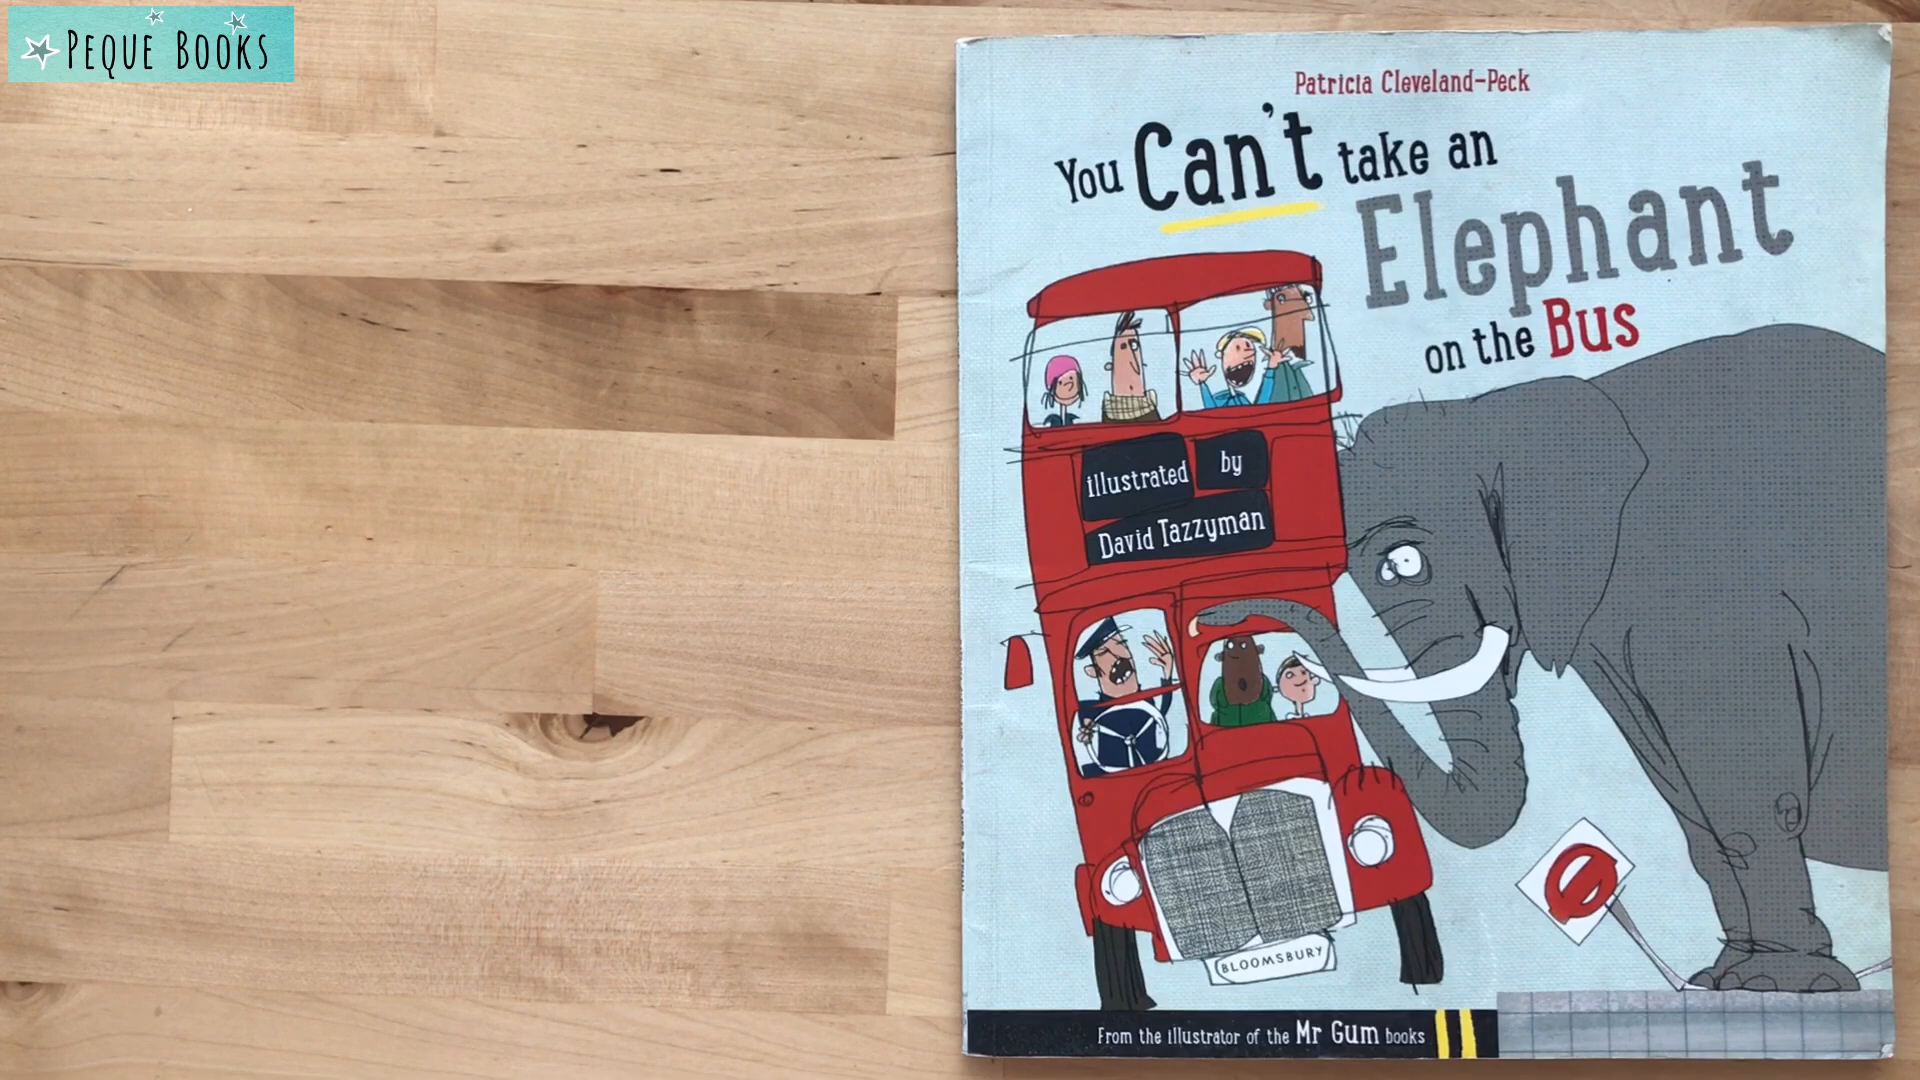 PEQUE BOOKS
Patricia Cleveland-Peck
You Can't take an
Elephant
on the Bus
illustrated by
David Tazzyman
BLOOMSBURY
From the illustrator of the Mr Gum books